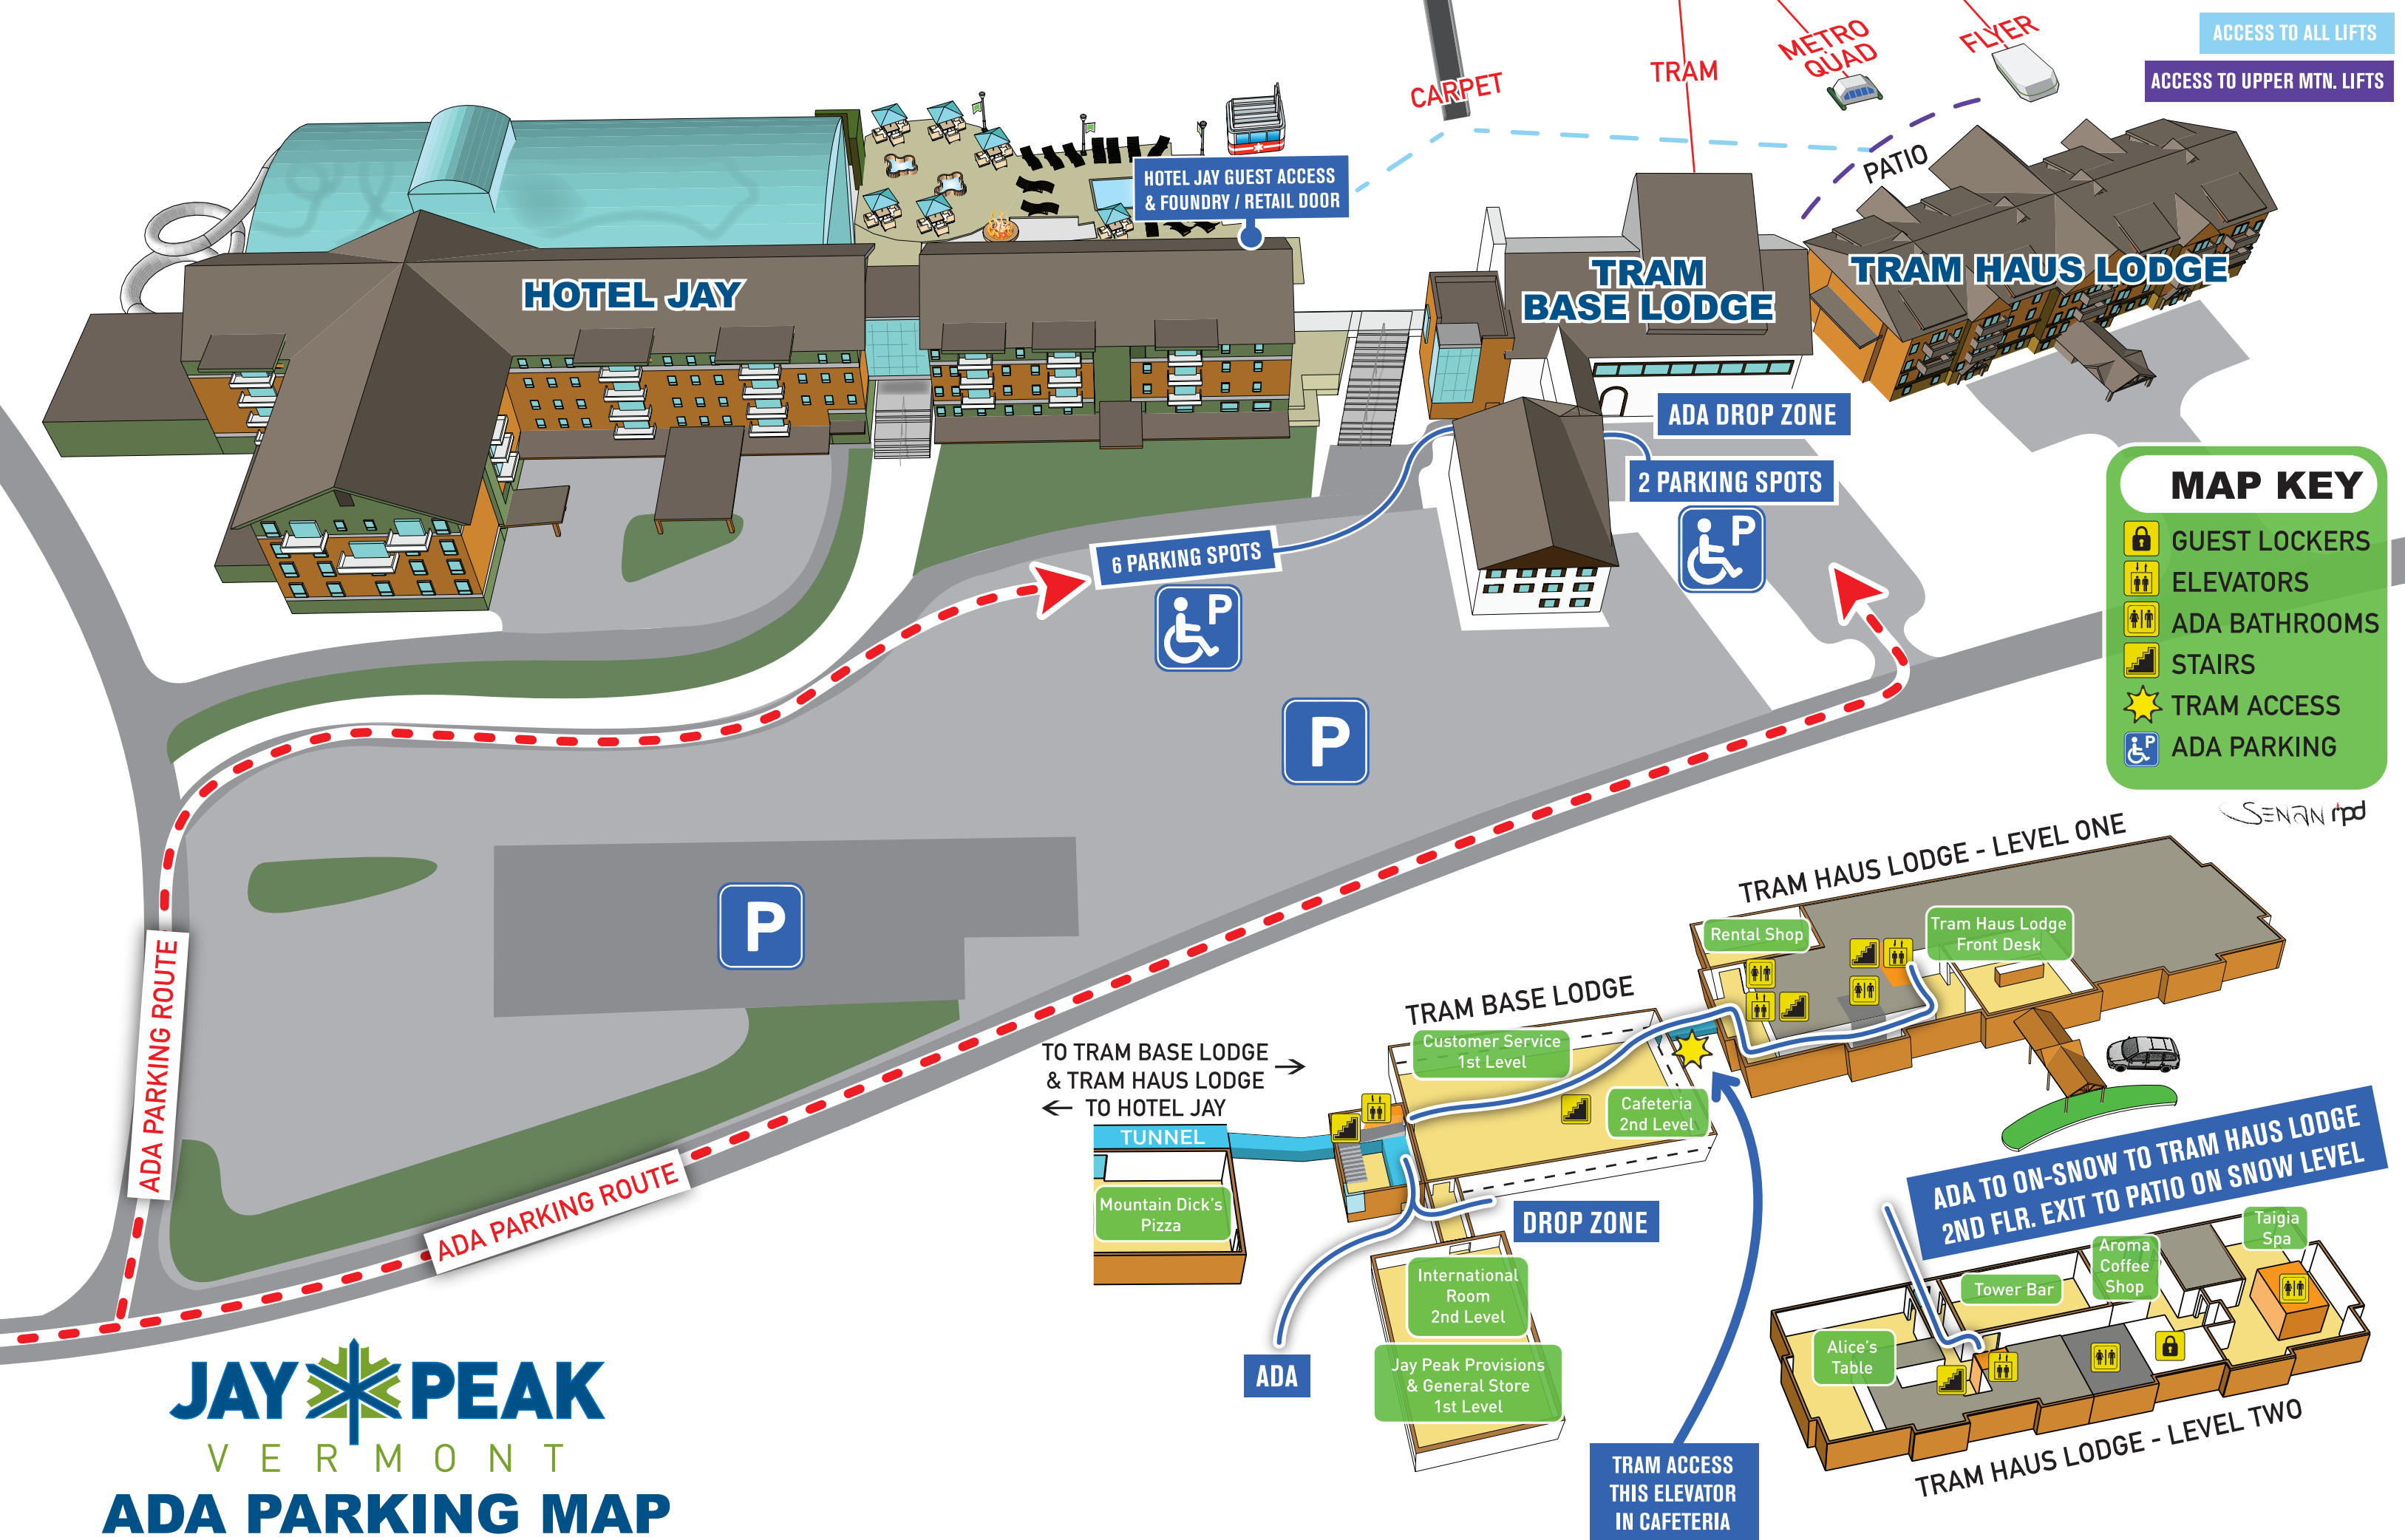 ACCESS TO ALL LIFTS
ACCESS TO UPPER MTN. LIFTS
CARPET
TRAM
METRO
QUAD
FLYER
PATIO
HOTEL JAY GUEST ACCESS
& FOUNDRY / RETAIL DOOR
HOTEL JAY
TRAM
BASE LODGE
TRAM HAUS LODGE
ADA DROP ZONE
2 PARKING SPOTS
P
6 PARKING SPOTS
P
P
P
MAP KEY
GUEST LOCKERS
ELEVATORS
ADA BATHROOMS
STAIRS
TRAM ACCESS
P
ADA PARKING
SENAN rpd
ADA PARKING ROUTE
ADA PARKING ROUTE
TRAM HAUS LODGE - LEVEL ONE
Rental Shop
Tram Haus Lodge
Front Desk
TRAM BASE LODGE
Customer Service
1st Level
Cafeteria
2nd Level
TO TRAM BASE LODGE
& TRAM HAUS LODGE
TO HOTEL JAY
TUNNEL
Mountain Dick's
Pizza
DROP ZONE
International
Room
2nd Level
Jay Peak Provisions
& General Store
1st Level
ADA
TRAM ACCESS
THIS ELEVATOR
IN CAFETERIA
ADA TO ON-SNOW TO TRAM HAUS LODGE
2ND FLR. EXIT TO PATIO ON SNOW LEVEL
Taigia
Spa
Aroma
Coffee
Shop
Tower Bar
Alice's
Table
TRAM HAUS LODGE - LEVEL TWO
JAY PEAK
VERMONT
ADA PARKING MAP